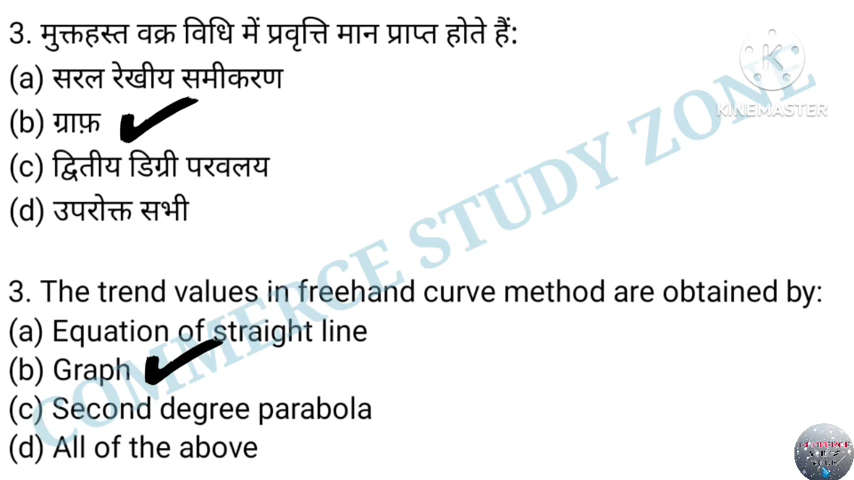 3. मुक्तहस्त वक्र विधि में प्रवृत्ति मान प्राप्त होते हैं:
(a) सरल रेखीय समीकरण
(b) ग्राफ़
(c) द्वितीय डिग्री परवलय
(d) उपरोक्त सभी
KINEMASTER
COMMERCE STUDY ZONE
3. The trend values in freehand curve method are obtained by:
(a) Equation of straight line
(b) Graph
(c) Second degree parabola
(d) All of the above